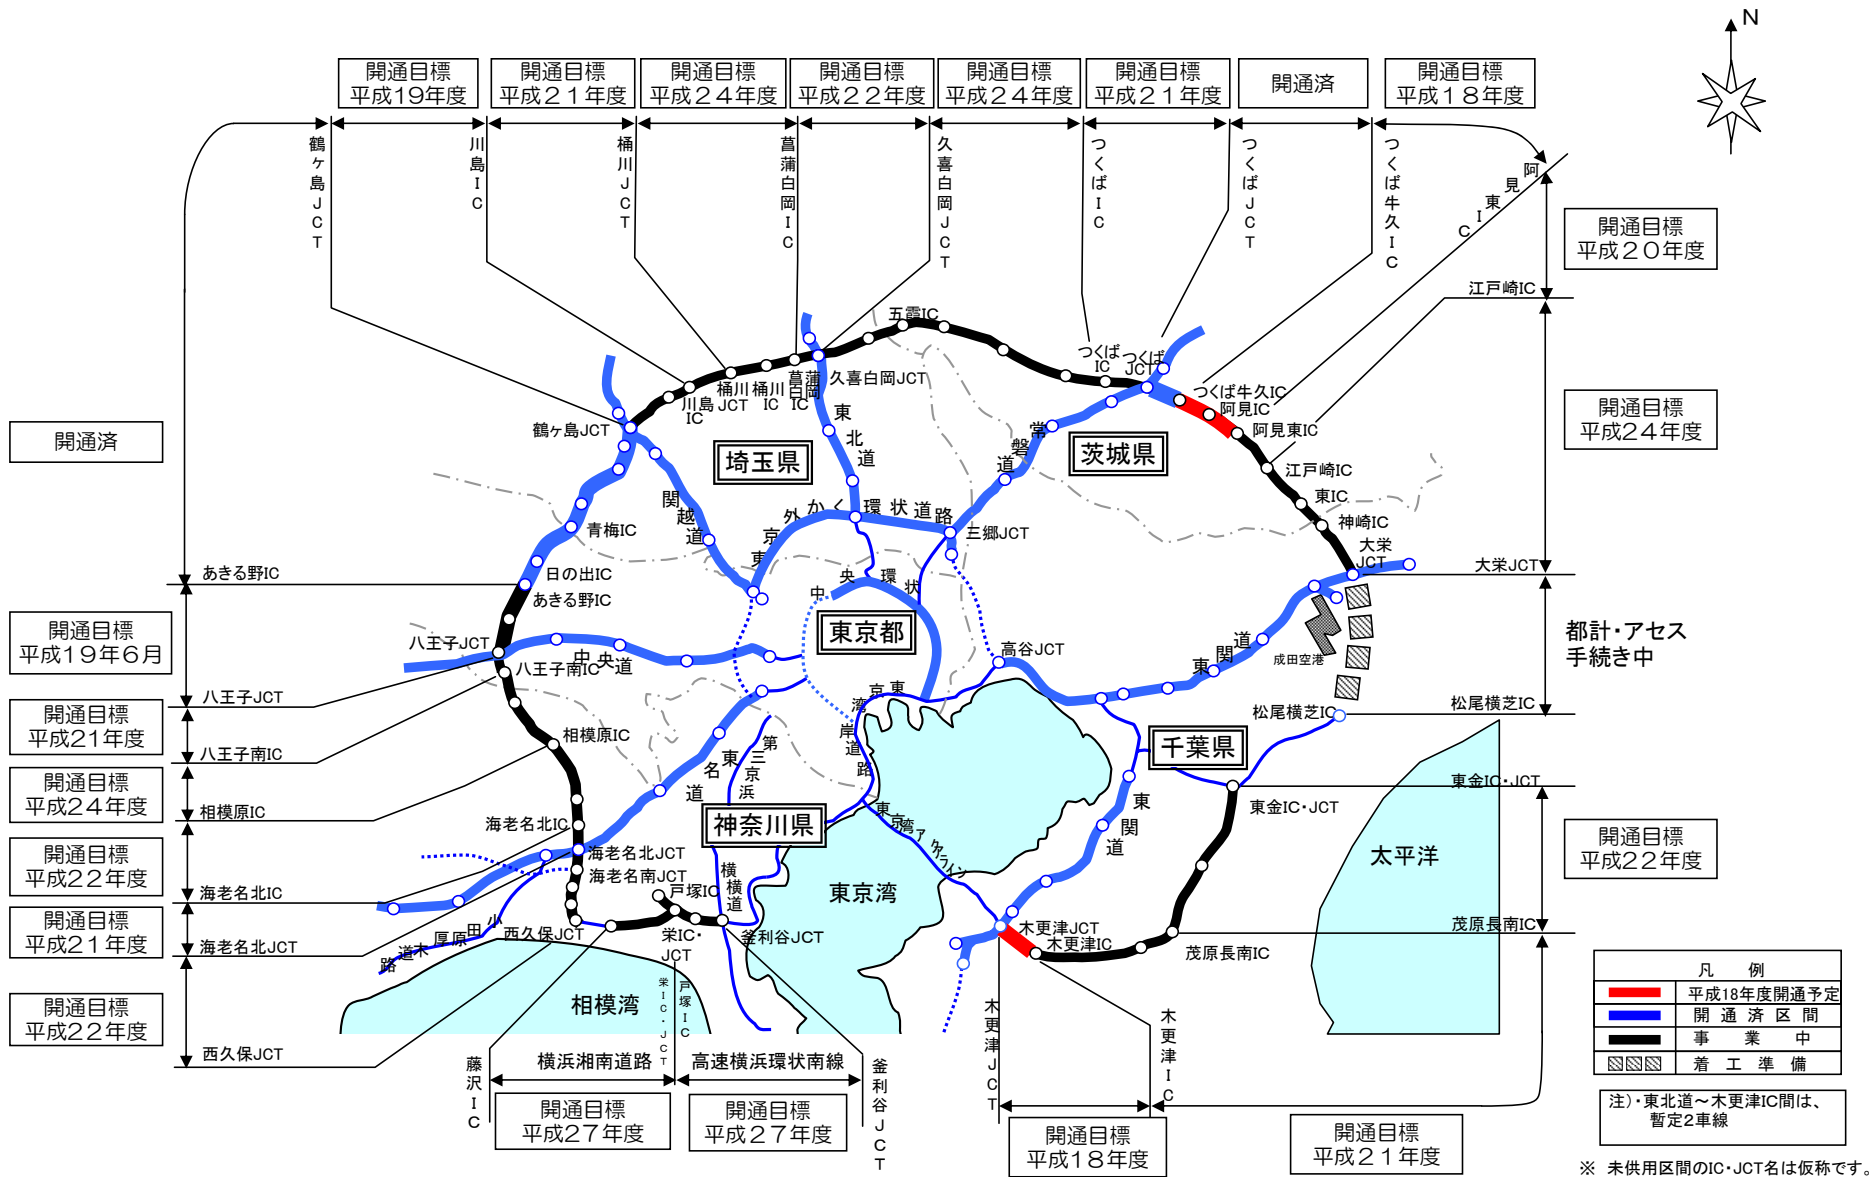 N
開通目標
平成19年度
開通目標
平成21年度
開通目標
平成24年度
開通目標
平成22年度
開通目標
平成24年度
開通目標
平成21年度
開通済
開通目標
平成18年度
鶴ヶ島JCT
川島IC
桶川JCT
菖蒲白岡IC
久喜白岡JCT
つくばIC
つくばJCT
つくば牛久IC
阿見東IC
開通目標
平成20年度
江戸崎IC
開通目標
平成24年度
大栄JCT
都計・アセス
手続き中
松尾横芝IC
東金IC・JCT
開通目標
平成22年度
茂原長南IC
開通済
あきる野IC
開通目標
平成19年6月
八王子JCT
開通目標
平成21年度
八王子南IC
開通目標
平成24年度
相模原IC
開通目標
平成22年度
海老名北IC
開通目標
平成21年度
海老名北JCT
開通目標
平成22年度
西久保JCT
五霞IC
つくば
IC
つくば
JCT
つくば牛久IC
阿見IC
阿見東IC
江戸崎IC
東IC
神崎IC
大栄
JCT
久喜白岡JCT
菖蒲
白岡
IC
桶川
IC
桶川
JCT
川島
IC
鶴ヶ島JCT
青梅IC
日の出IC
あきる野IC
八王子JCT
八王子南IC
相模原IC
海老名北IC
海老名北JCT
海老名南JCT
西久保JCT
戸塚IC
栄IC・
JCT
釜利谷JCT
三郷JCT
高谷JCT
成田空港
松尾横芝IC
東金IC・JCT
茂原長南IC
木更津JCT
木更津IC
埼玉県
茨城県
東京都
千葉県
神奈川県
東京湾
相模湾
太平洋
東北道
常磐道
関越道
東京外かく環状道路
中央環状
中央道
東関道
東京湾岸道路
東名道
第三京浜
横横道
東京湾アクアライン
東関道
小田原厚木道路
藤沢IC
横浜湘南道路
栄IC・JCT
戸塚IC
高速横浜環状南線
釜利谷JCT
開通目標
平成27年度
開通目標
平成27年度
木更津JCT
木更津IC
開通目標
平成18年度
開通目標
平成21年度
凡 例
平成18年度開通予定
開通済区間
事業中
着工準備
注）・東北道～木更津IC間は、
暫定2車線
※ 未供用区間のIC・JCT名は仮称です。